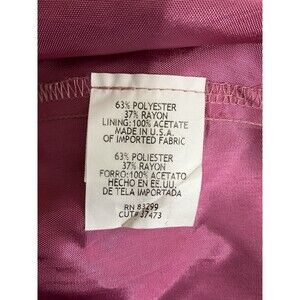 63% POLYESTER
37% RAYON
LINING: 100% ACETATE
MADE IN U.S.A.
OF IMPORTED FABRIC
63% POLIESTER
37% RAYON
FORRO: 100% ACETATO
HECHO EN EE.UU.
DE TELA IMPORTADA
RN 83299
CUT# 37473